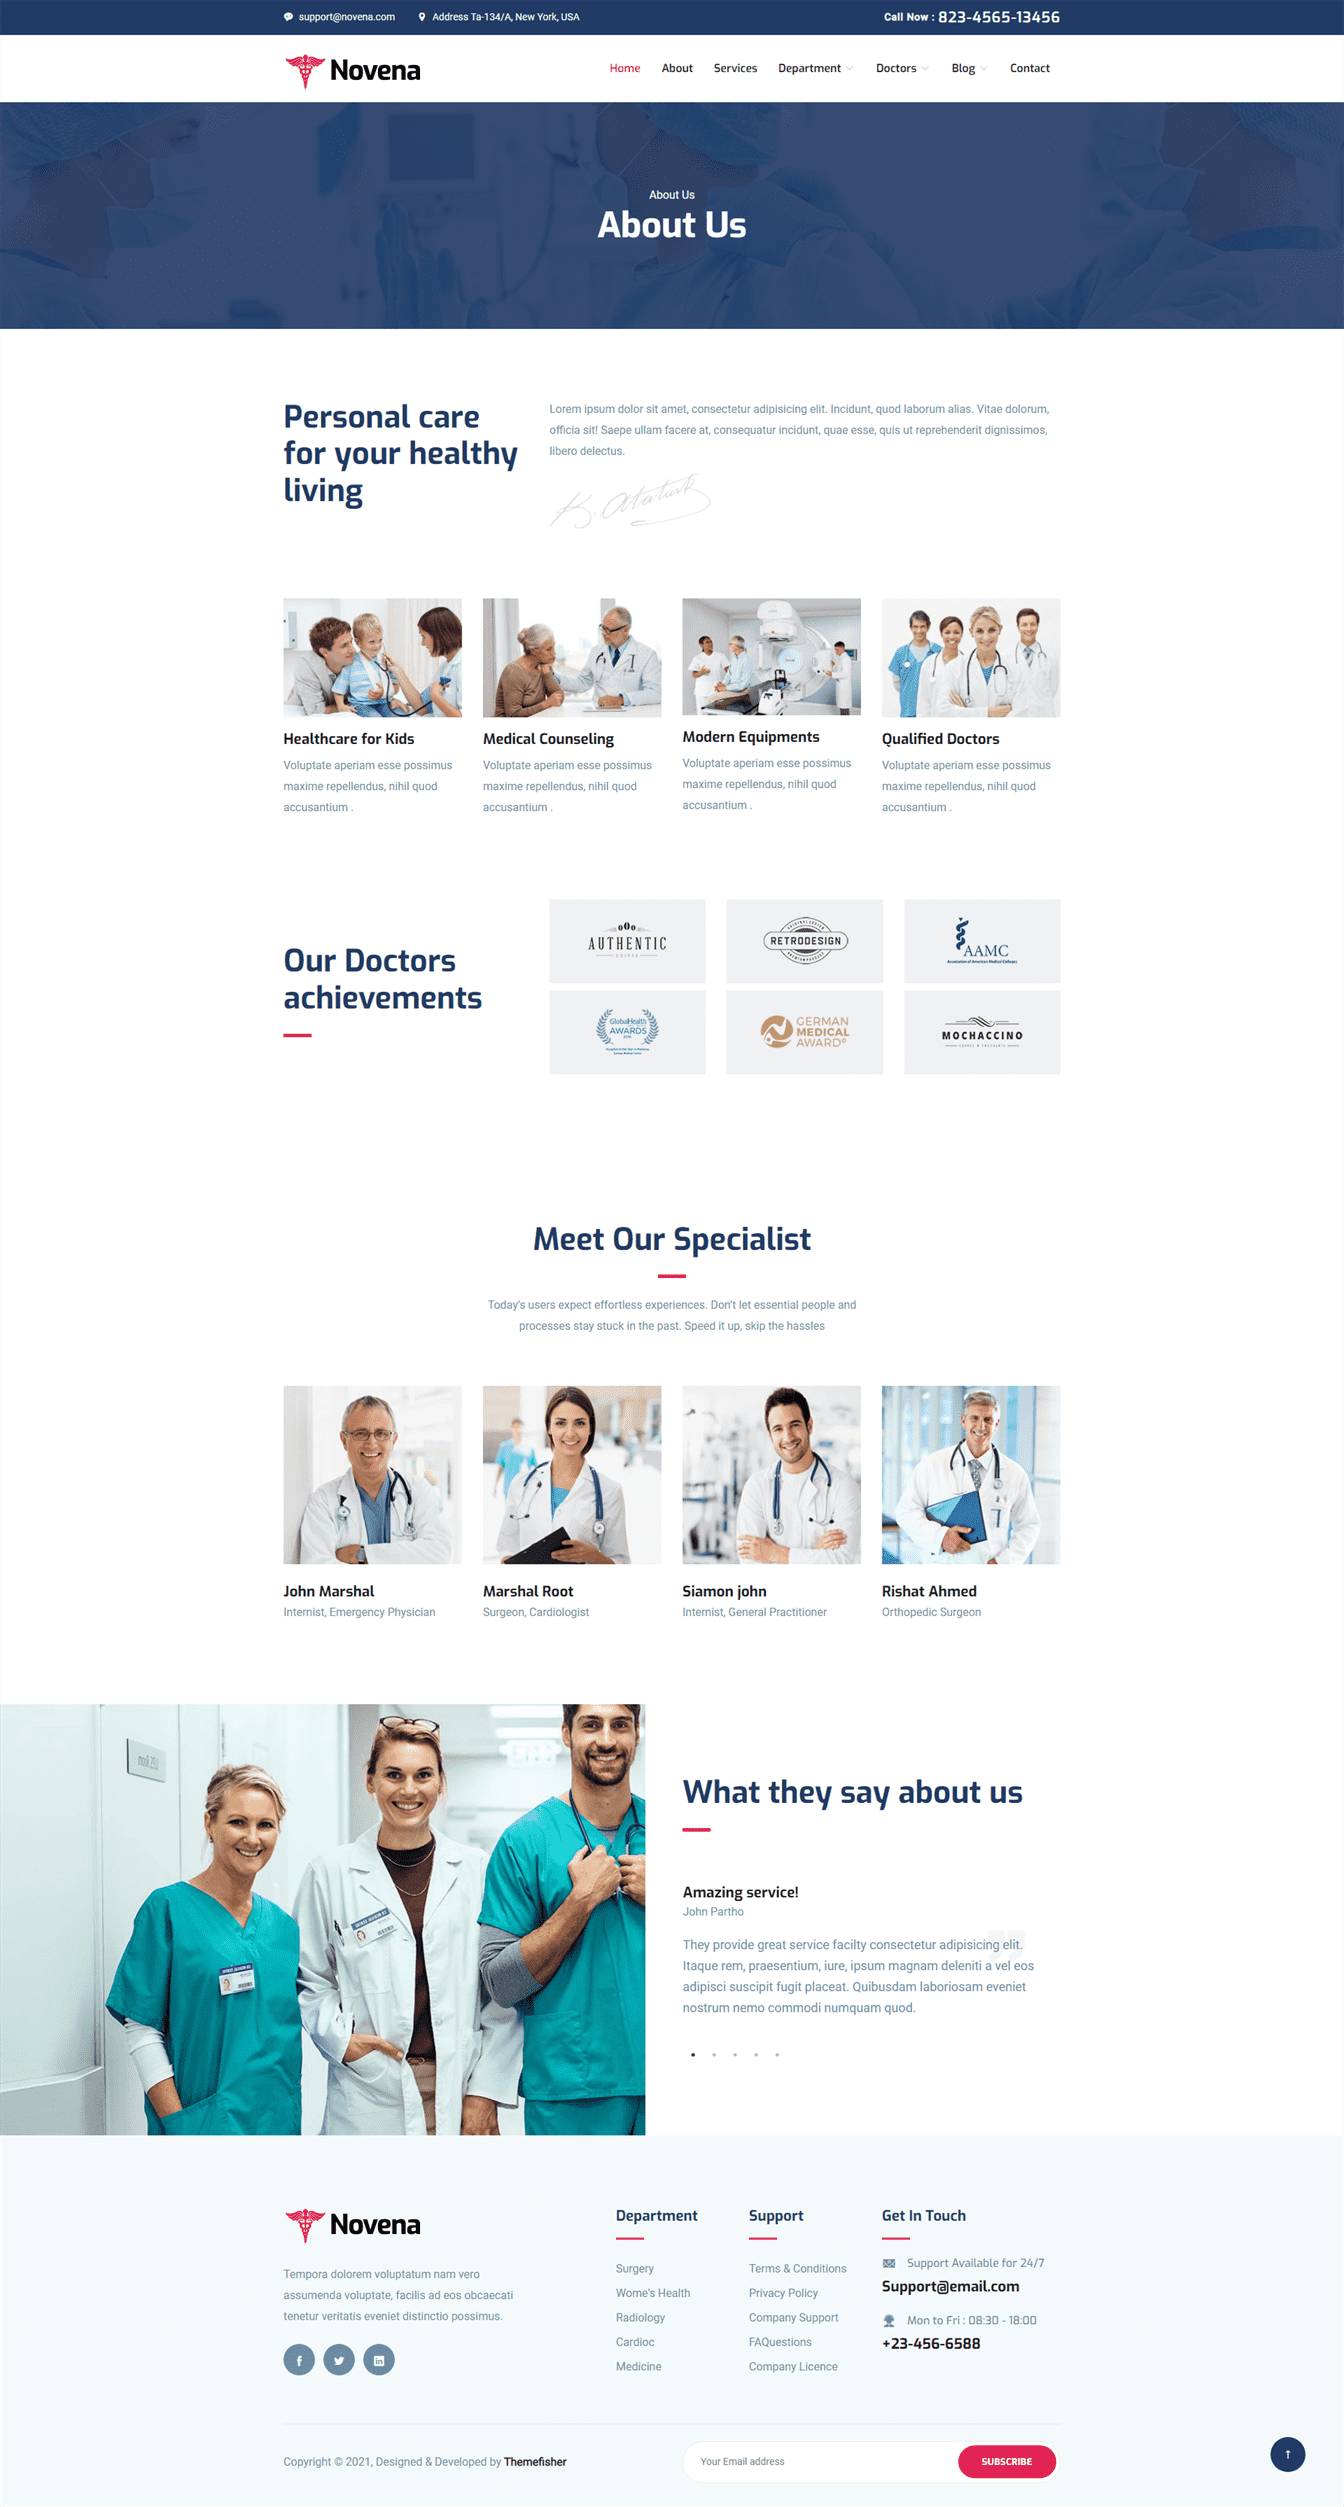 support@novena.com
Address Ta-134/A, New York, USA
Call Now : 823-4565-13456
Novena
Home
About
Services
Department
Doctors
Blog
Contact
About Us
About Us
Personal care
for your healthy
living
Lorem ipsum dolor sit amet, consectetur adipisicing elit. Incidunt, quod laborum alias. Vitae dolorum,
officia sit! Saepe ullam facere at, consequatur incidunt, quae esse, quis ut reprehenderit dignissimos,
libero delectus.
Healthcare for Kids
Voluptate aperiam esse possimus
maxime repellendus, nihil quod
accusantium .
Medical Counseling
Voluptate aperiam esse possimus
maxime repellendus, nihil quod
accusantium .
Modern Equipments
Voluptate aperiam esse possimus
maxime repellendus, nihil quod
accusantium .
Qualified Doctors
Voluptate aperiam esse possimus
maxime repellendus, nihil quod
accusantium .
Our Doctors
achievements
AUTHENTIC
RETRODESIGN
AAMC
Association of American Medical Colleges
GlobalHealth
AWARDS
GERMAN
MEDICAL
AWARD©
MOCHACCINO
Meet Our Specialist
Today's users expect effortless experiences. Don't let essential people and
processes stay stuck in the past. Speed it up, skip the hassles
John Marshal
Internist, Emergency Physician
Marshal Root
Surgeon, Cardiologist
Siamon john
Internist, General Practitioner
Rishat Ahmed
Orthopedic Surgeon
What they say about us
Amazing service!
John Partho
They provide great service facilty consectetur adipisicing elit.
Itaque rem, praesentium, iure, ipsum magnam deleniti a vel eos
adipisci suscipit fugit placeat. Quibusdam laboriosam eveniet
nostrum nemo commodi numquam quod.
Novena
Tempora dolorem voluptatum nam vero
assumenda voluptate, facilis ad eos obcaecati
tenetur veritatis eveniet distinctio possimus.
Department
Surgery
Wome's Health
Radiology
Cardioc
Medicine
Support
Terms & Conditions
Privacy Policy
Company Support
FAQuestions
Company Licence
Get In Touch
Support Available for 24/7
Support@email.com
Mon to Fri : 08:30 - 18:00
+23-456-6588
Copyright © 2021, Designed & Developed by Themefisher
Your Email address
SUBSCRIBE